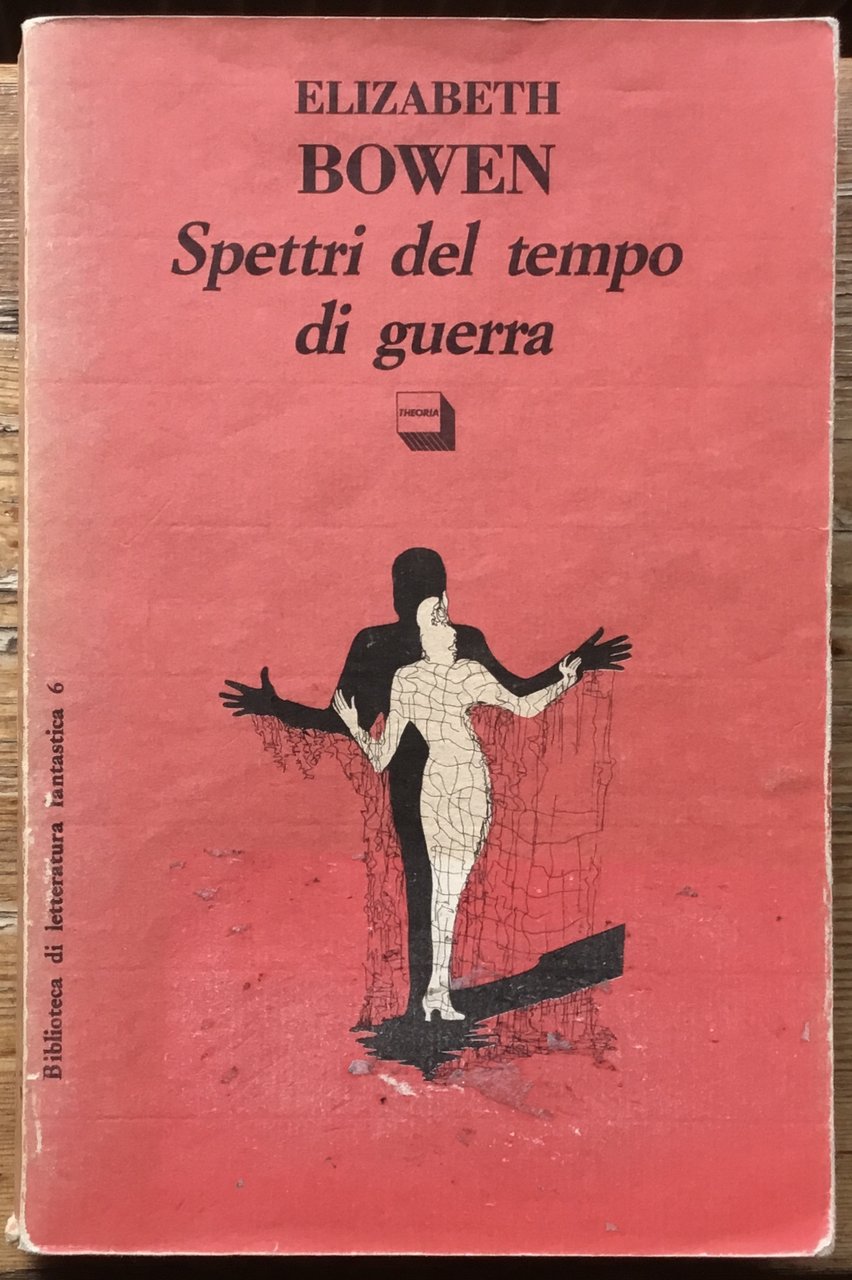 ELIZABETH
BOWEN
Spettri del tempo
di guerra
THEORIA
Biblioteca di letteratura fantastica 6